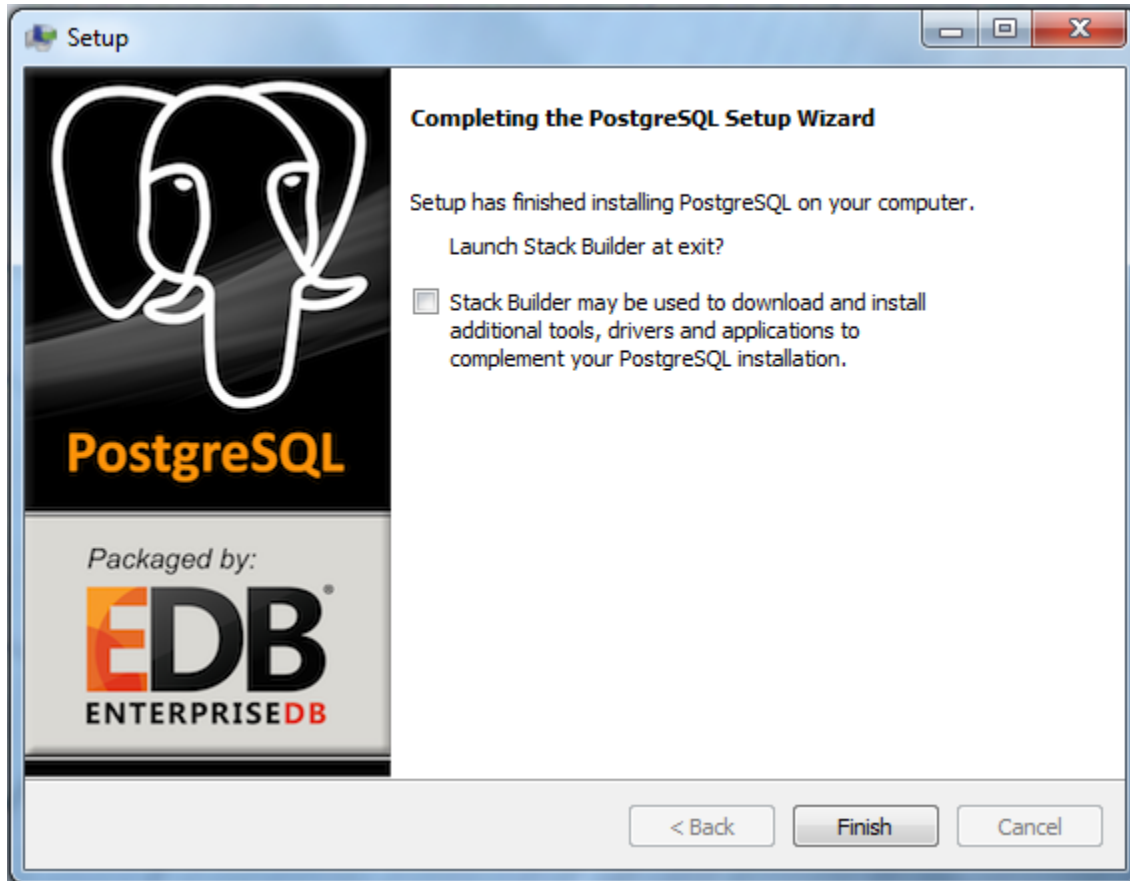 Setup
Completing the PostgreSQL Setup Wizard
Setup has finished installing PostgreSQL on your computer.
Launch Stack Builder at exit?
Stack Builder may be used to download and install
additional tools, drivers and applications to
complement your PostgreSQL installation.
PostgreSQL
Packaged by:
EDB®
ENTERPRISEDB
< Back
Finish
Cancel